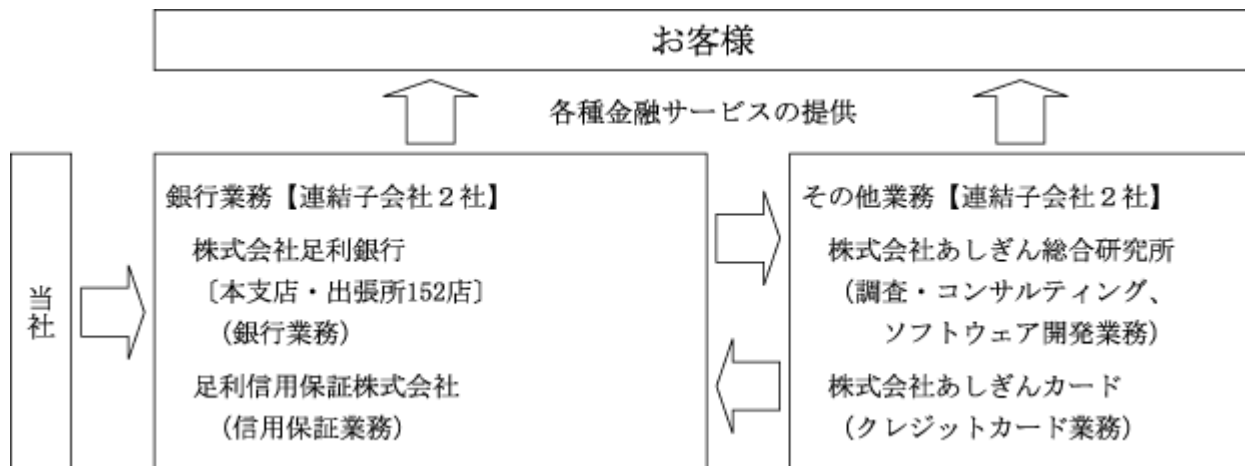 お客様
各種金融サービスの提供
当社
銀行業務【連結子会社２社】
株式会社足利銀行
〔本支店・出張所152店〕
（銀行業務）
足利信用保証株式会社
（信用保証業務）
その他業務【連結子会社２社】
株式会社あしぎん総合研究所
（調査・コンサルティング、
ソフトウェア開発業務）
株式会社あしぎんカード
（クレジットカード業務）